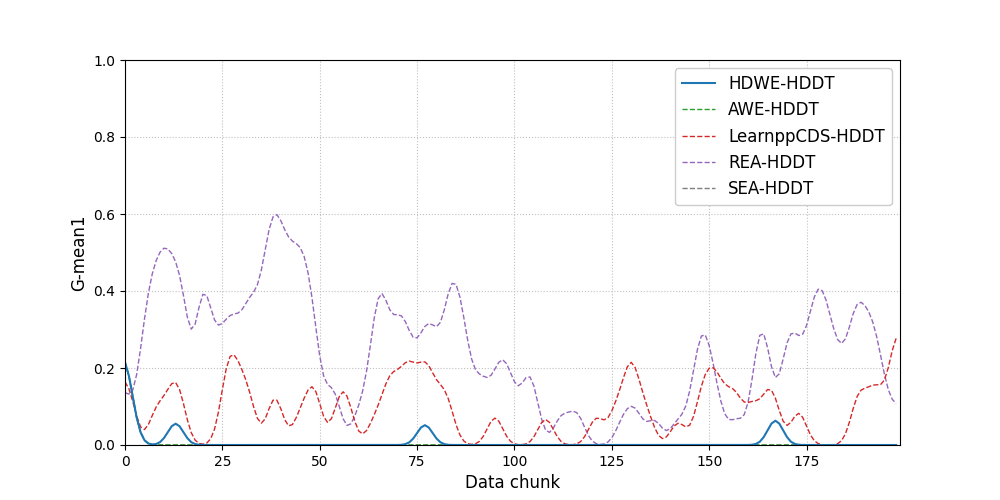 1.0
0.8
0.6
0.4
0.2
0.0
G-mean1
HDWE-HDDT
AWE-HDDT
LearnppCDS-HDDT
REA-HDDT
SEA-HDDT
0 25 50 75 100 125 150 175
Data chunk